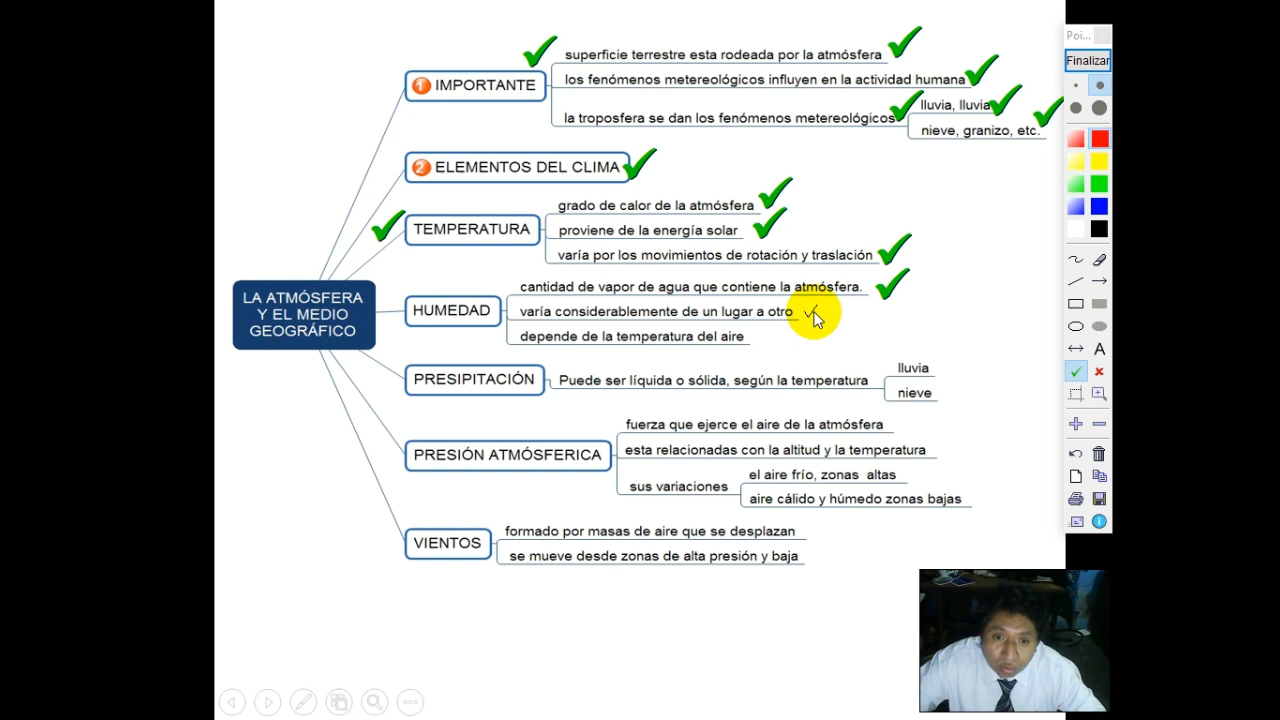 LA ATMÓSFERA
Y EL MEDIO
GEOGRÁFICO
1 IMPORTANTE
superficie terrestre esta rodeada por la atmósfera
los fenómenos metereológicos influyen en la actividad humana
la troposfera se dan los fenómenos metereológicos
lluvia, lluvia
nieve, granizo, etc.
2 ELEMENTOS DEL CLIMA
TEMPERATURA
grado de calor de la atmósfera
proviene de la energía solar
varía por los movimientos de rotación y traslación
HUMEDAD
cantidad de vapor de agua que contiene la atmósfera.
varía considerablemente de un lugar a otro
depende de la temperatura del aire
PRESIPITACIÓN
Puede ser líquida o sólida, según la temperatura
lluvia
nieve
PRESIÓN ATMÓSFERICA
fuerza que ejerce el aire de la atmósfera
esta relacionadas con la altitud y la temperatura
sus variaciones
el aire frío, zonas altas
aire cálido y húmedo zonas bajas
VIENTOS
formado por masas de aire que se desplazan
se mueve desde zonas de alta presión y baja
Poi...
Finalizar
A